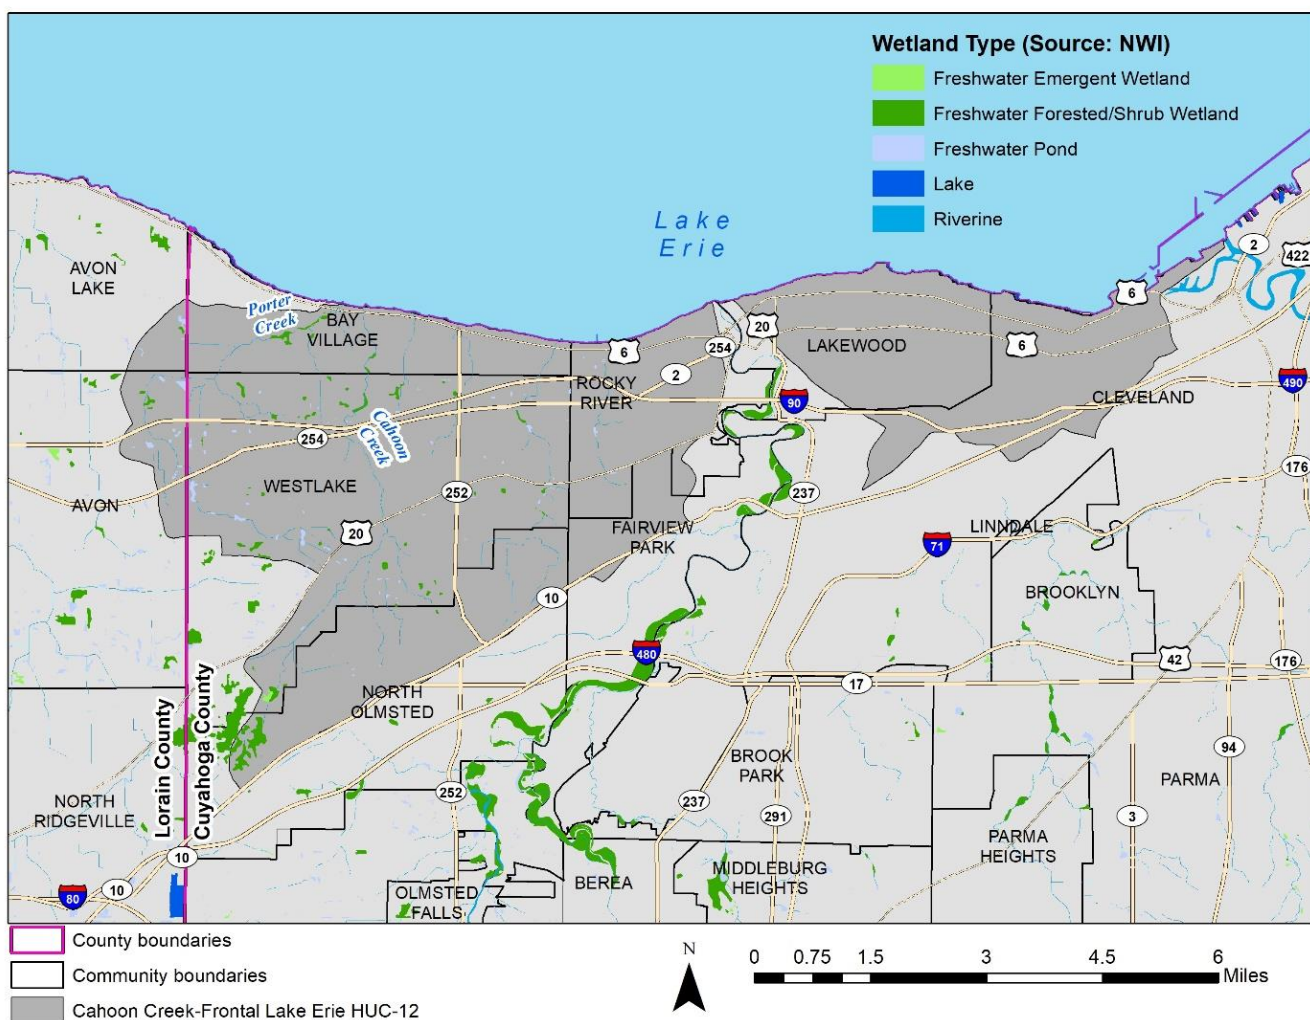 Wetland Type (Source: NWI)
Freshwater Emergent Wetland
Freshwater Forested/Shrub Wetland
Freshwater Pond
Lake
Riverine
Lake
Erie
2
422
AVON
LAKE
Porter
Creek
BAY
VILLAGE
6
20
254
LAKEWOOD
6
6
2
ROCKY
RIVER
90
490
CLEVELAND
254
Cahoon
Creek
176
WESTLAKE
252
237
AVON
20
FAIRVIEW
PARK
LINNDALE
71
10
BROOKLYN
480
42
176
17
NORTH
OLMSTED
Lorain County
Cuyahoga County
BROOK
PARK
94
PARMA
NORTH
RIDGEVILLE
252
237
291
3
PARMA
HEIGHTS
10
10
80
OLMSTED
FALLS
BEREA
MIDDLEBURG
HEIGHTS
County boundaries
Community boundaries
Cahoon Creek-Frontal Lake Erie HUC-12
N
0 0.75 1.5 3 4.5 6
Miles